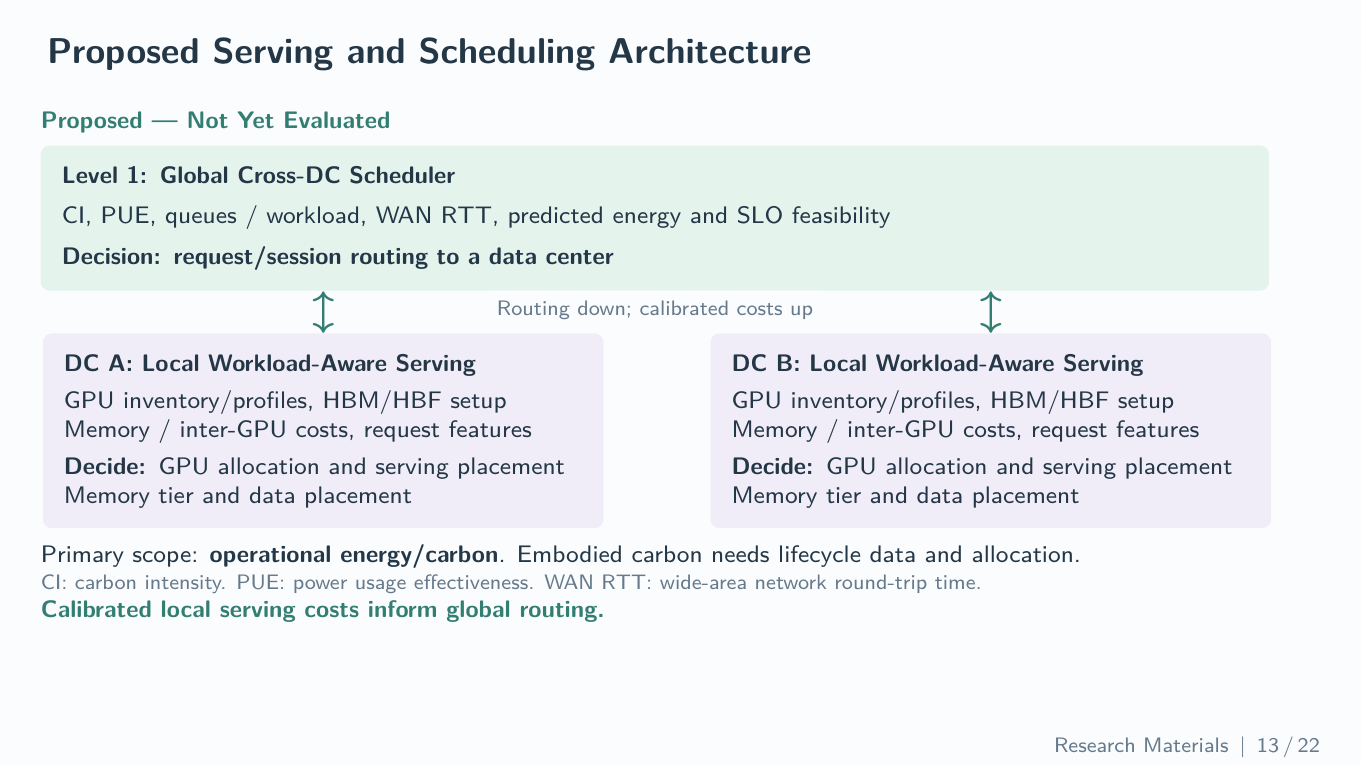 Proposed Serving and Scheduling Architecture
Proposed — Not Yet Evaluated
Level 1: Global Cross-DC Scheduler
CI, PUE, queues / workload, WAN RTT, predicted energy and SLO feasibility
Decision: request/session routing to a data center
Routing down; calibrated costs up
DC A: Local Workload-Aware Serving
GPU inventory/profiles, HBM/HBF setup
Memory / inter-GPU costs, request features
Decide: GPU allocation and serving placement
Memory tier and data placement
DC B: Local Workload-Aware Serving
GPU inventory/profiles, HBM/HBF setup
Memory / inter-GPU costs, request features
Decide: GPU allocation and serving placement
Memory tier and data placement
Primary scope: operational energy/carbon. Embodied carbon needs lifecycle data and allocation.
CI: carbon intensity. PUE: power usage effectiveness. WAN RTT: wide-area network round-trip time.
Calibrated local serving costs inform global routing.
Research Materials | 13 / 22